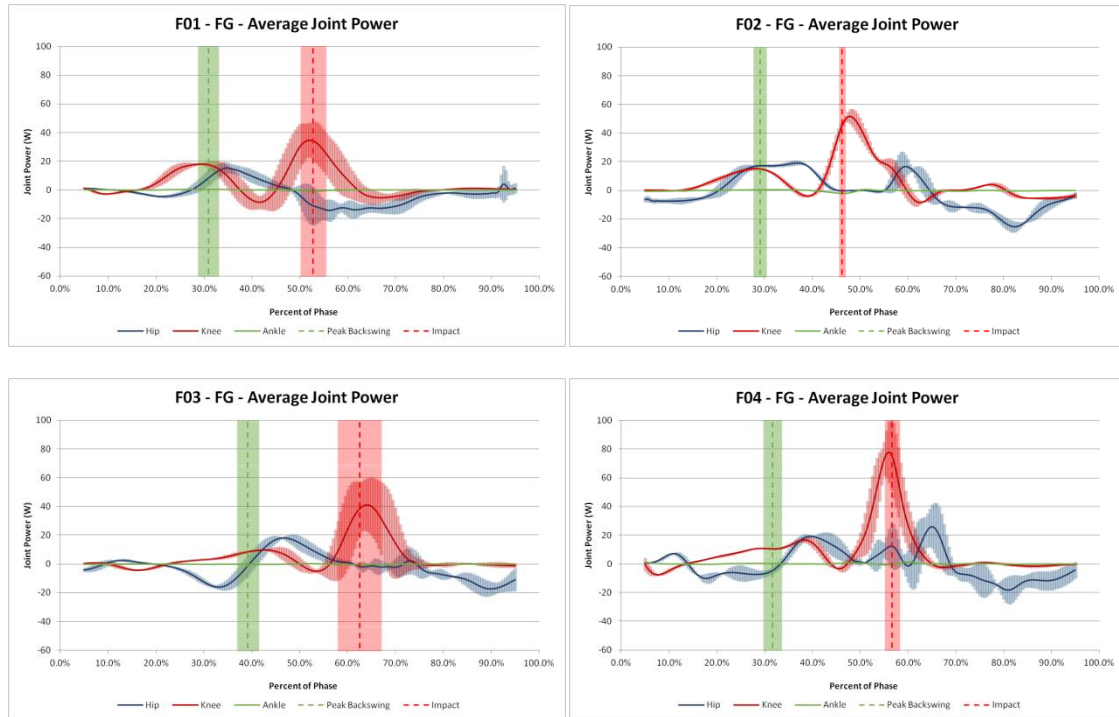 F01 - FG - Average Joint Power
100
80
60
40
20
0
-20
-40
-60
Joint Power (W)
0.0% 10.0% 20.0% 30.0% 40.0% 50.0% 60.0% 70.0% 80.0% 90.0% 100.0%
Percent of Phase
Hip Knee Ankle Peak Backswing Impact
F02 - FG - Average Joint Power
100
80
60
40
20
0
-20
-40
-60
Joint Power (W)
0.0% 10.0% 20.0% 30.0% 40.0% 50.0% 60.0% 70.0% 80.0% 90.0% 100.0%
Percent of Phase
Hip Knee Ankle Peak Backswing Impact
F03 - FG - Average Joint Power
100
80
60
40
20
0
-20
-40
-60
Joint Power (W)
0.0% 10.0% 20.0% 30.0% 40.0% 50.0% 60.0% 70.0% 80.0% 90.0% 100.0%
Percent of Phase
Hip Knee Ankle Peak Backswing Impact
F04 - FG - Average Joint Power
100
80
60
40
20
0
-20
-40
-60
Joint Power (W)
0.0% 10.0% 20.0% 30.0% 40.0% 50.0% 60.0% 70.0% 80.0% 90.0% 100.0%
Percent of Phase
Hip Knee Ankle Peak Backswing Impact